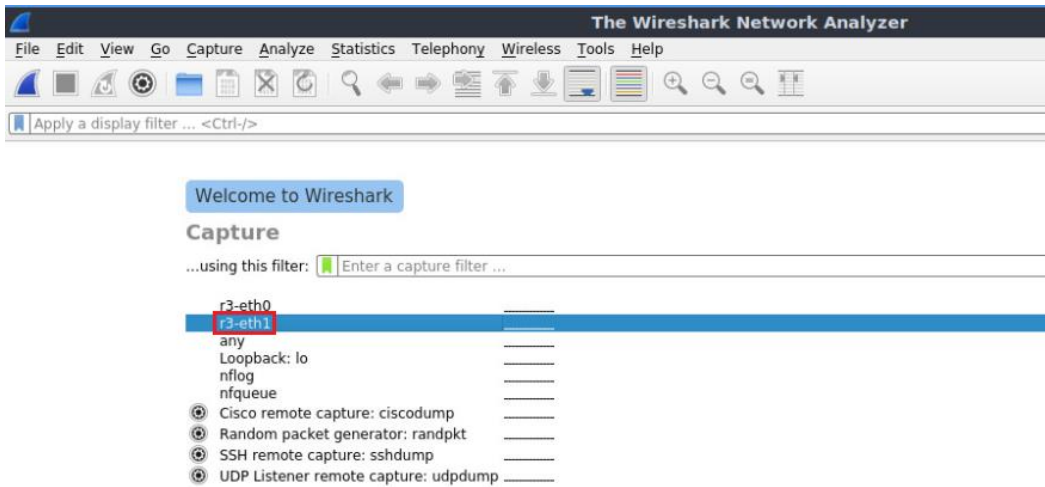 The Wireshark Network Analyzer
File Edit View Go Capture Analyze Statistics Telephony Wireless Tools Help
Apply a display filter ... <Ctrl-/>
Welcome to Wireshark
Capture
...using this filter: Enter a capture filter ...
r3-eth0
r3-eth1
any
Loopback: lo
nflog
nfqueue
Cisco remote capture: ciscodump
Random packet generator: randpkt
SSH remote capture: sshdump
UDP Listener remote capture: udpdump